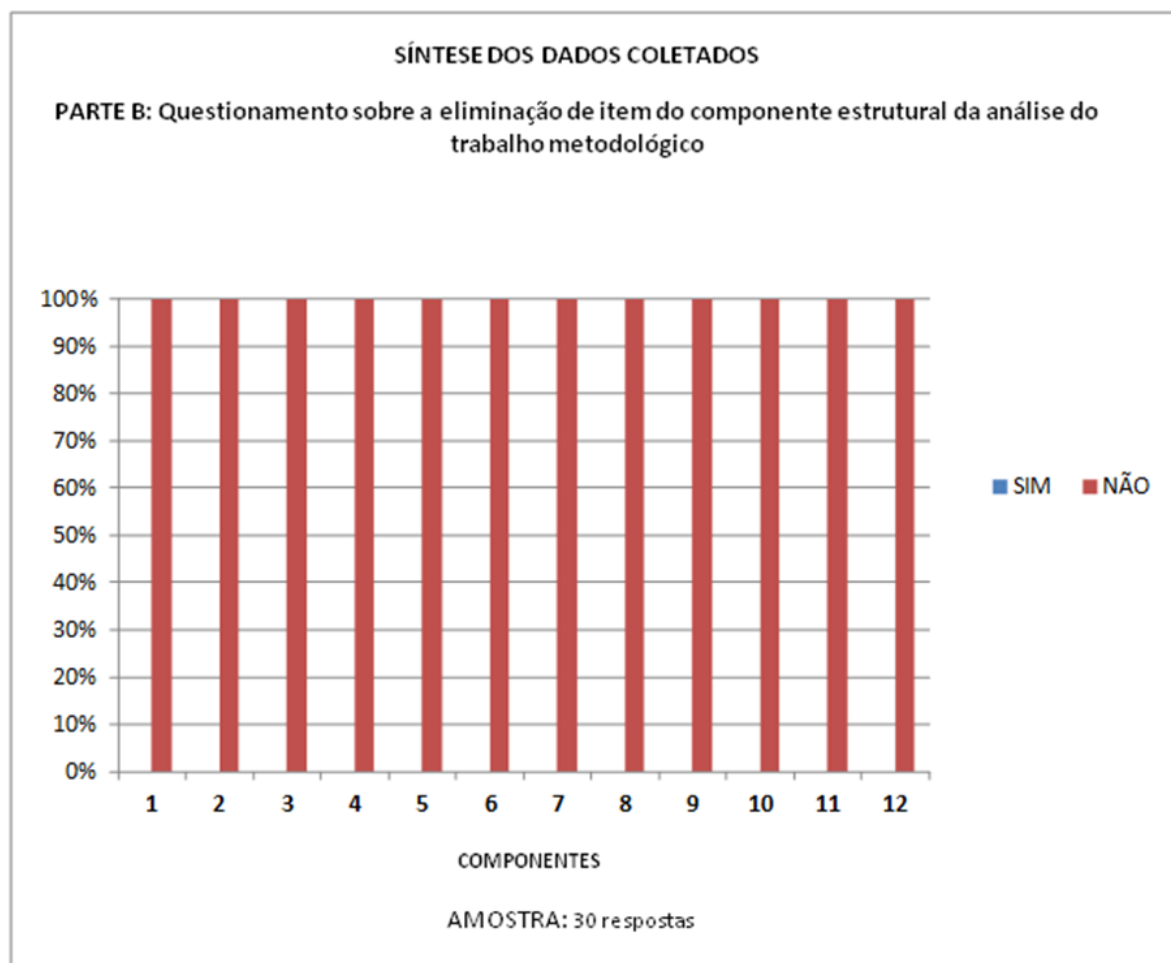 SÍNTESE DOS DADOS COLETADOS
PARTE B: Questionamento sobre a eliminação de item do componente estrutural da análise do
trabalho metodológico
100%
90%
80%
70%
60%
50%
40%
30%
20%
10%
0%
1 2 3 4 5 6 7 8 9 10 11 12
SIM NÃO
COMPONENTES
AMOSTRA: 30 respostas